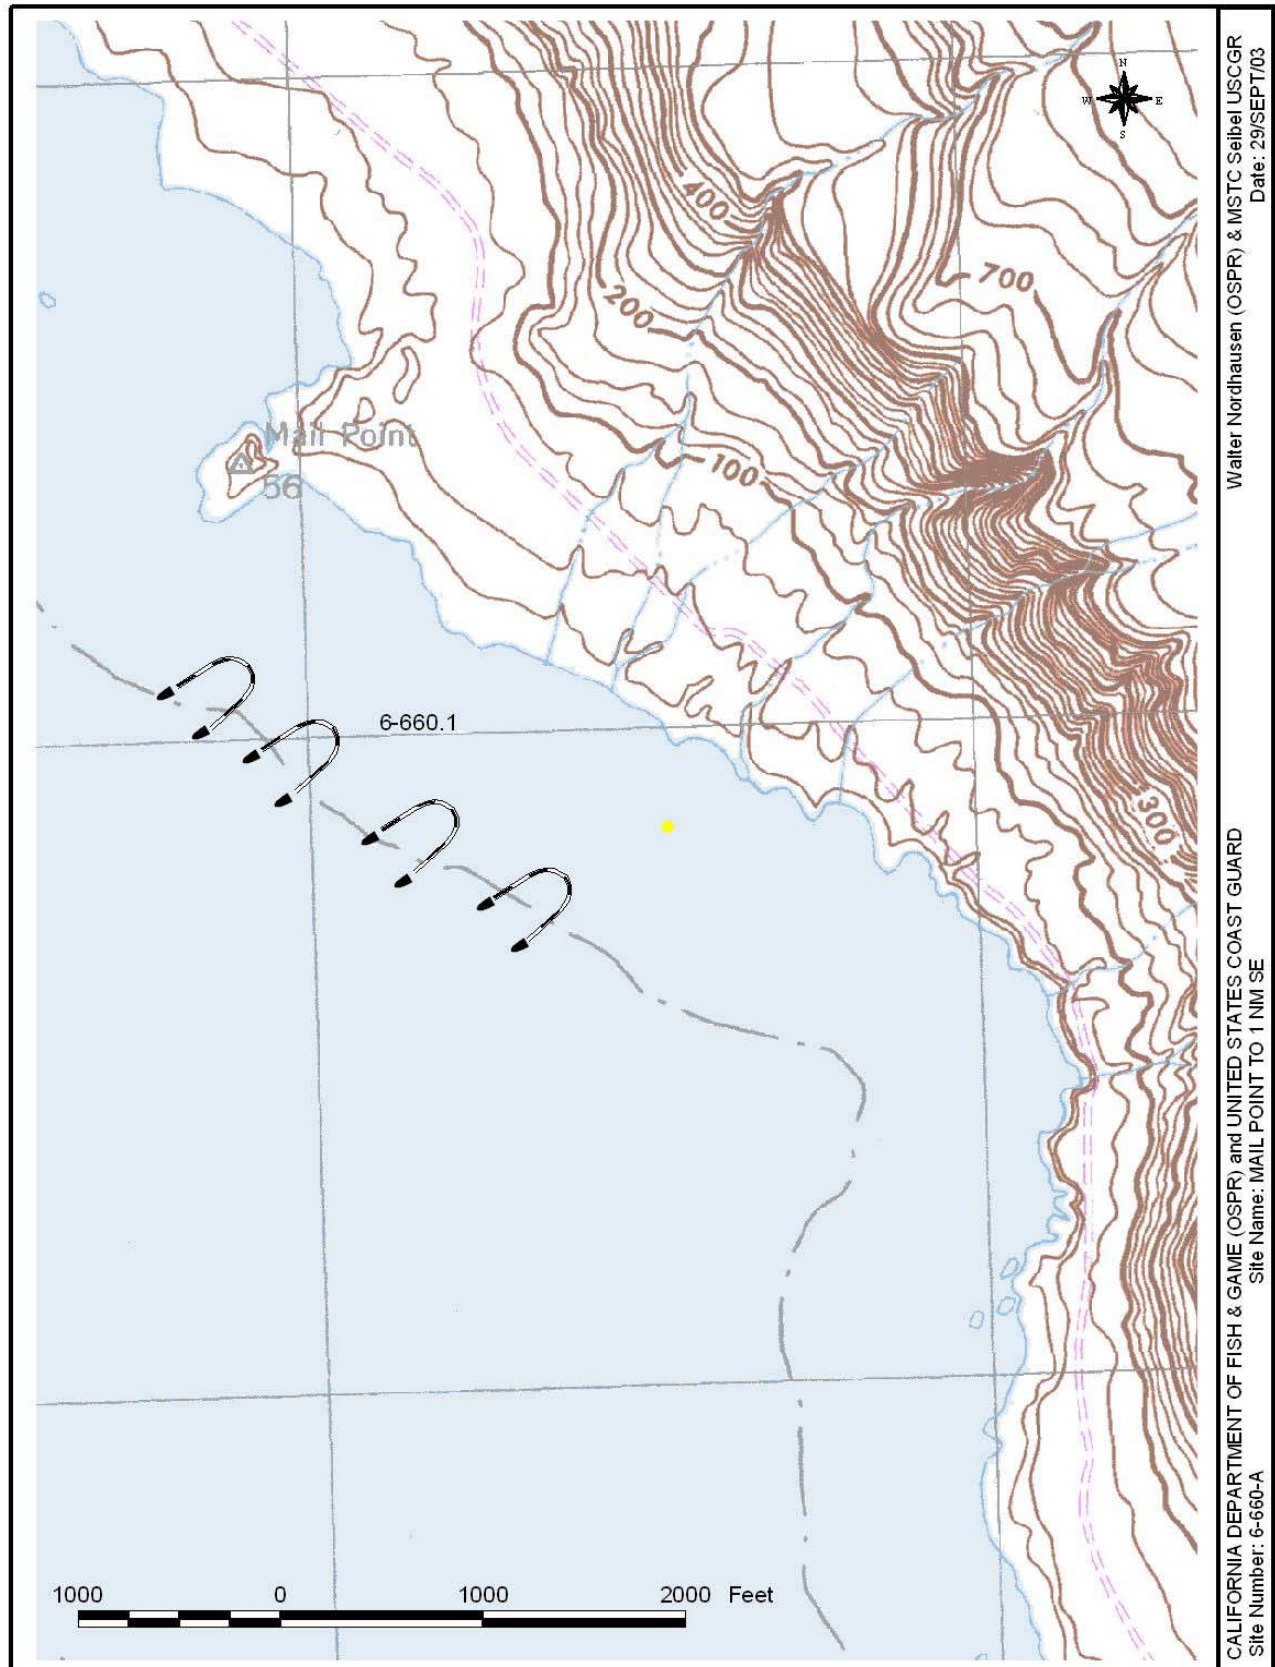 N
W E
S
400
700
200
Mail Point
56
100
6-660.1
300
1000 0 1000 2000 Feet
CALIFORNIA DEPARTMENT OF FISH & GAME (OSPR) and UNITED STATES COAST GUARD
Walter Nordhausen (OSPR) & MSTC Seibel USCGR
Site Number: 6-660-A
Site Name: MAIL POINT TO 1 NM SE
Date: 29/SEPT/03